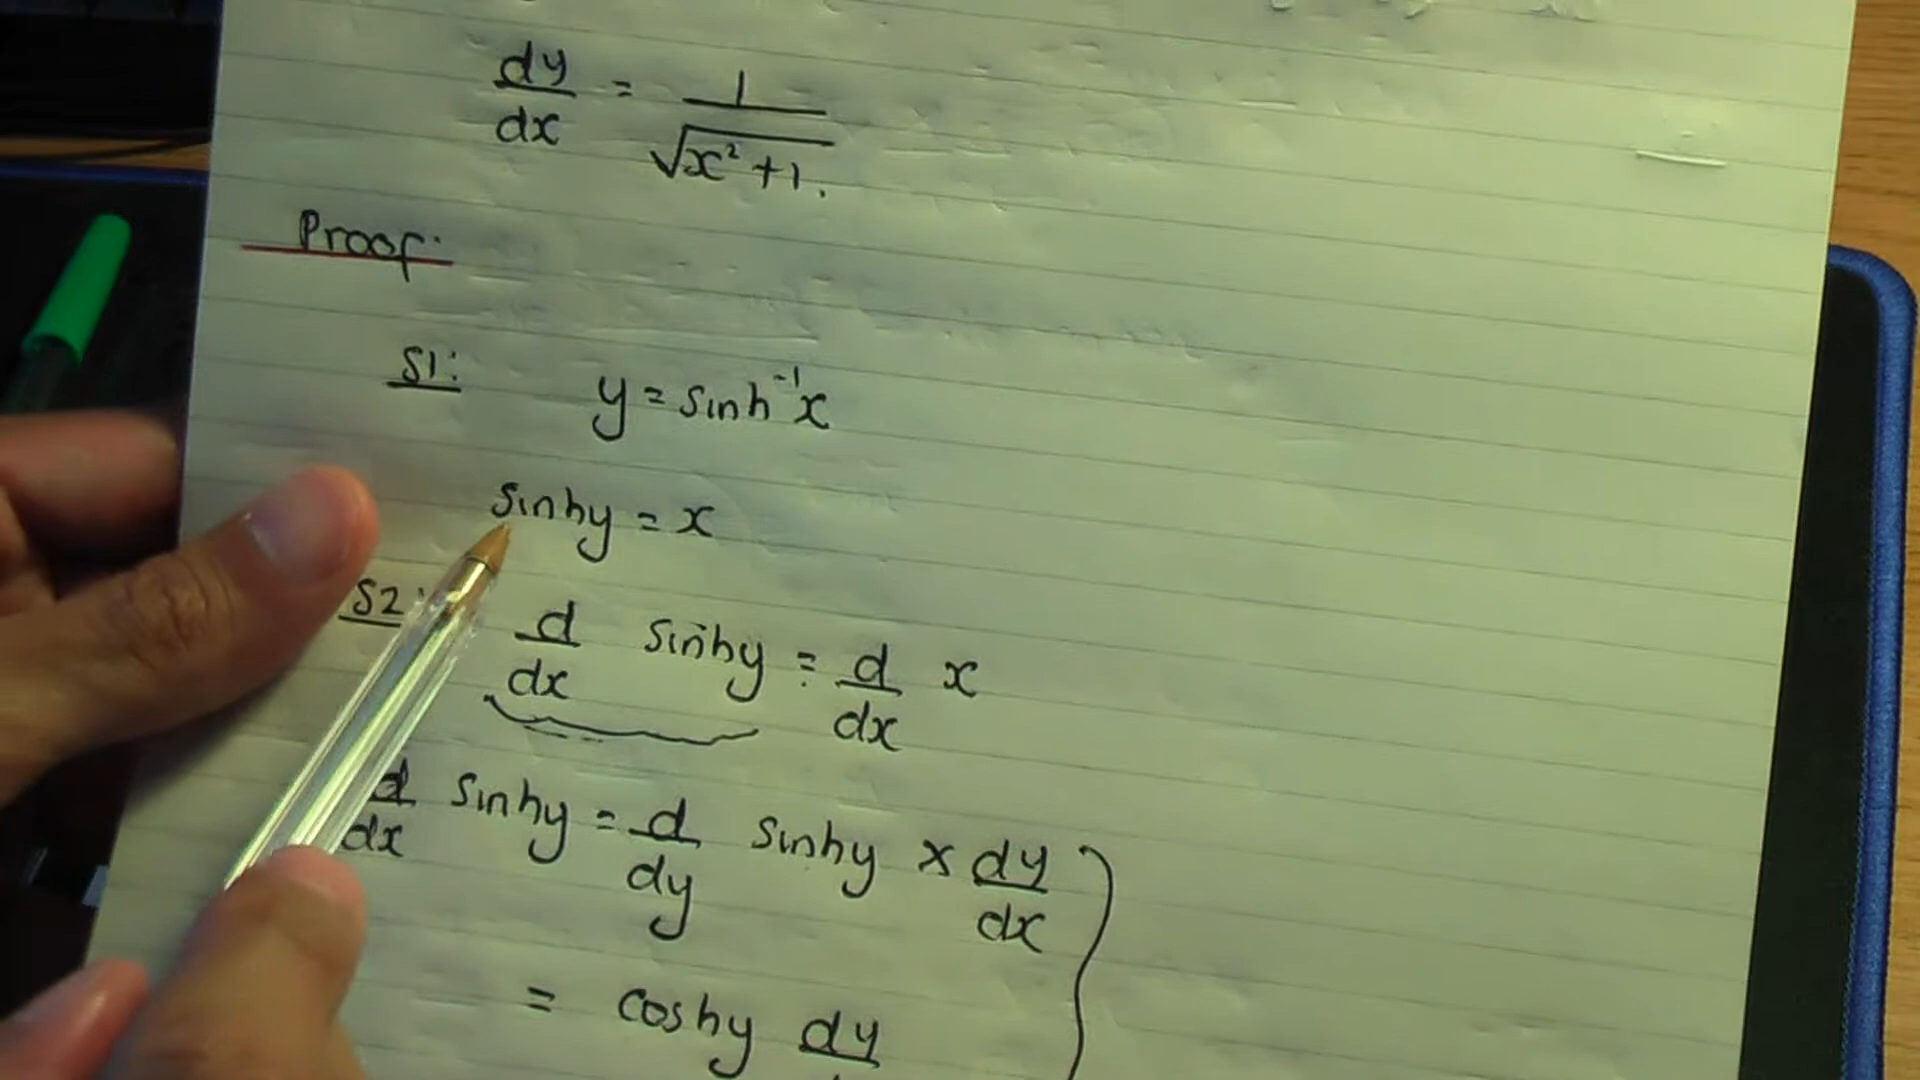 dy/dx = 1/√(x² + 1).
Proof:
S1: y = sinh⁻¹x
sinhy = x
S2: d/dx sinhy = d/dx x
d/dx sinhy = d/dy sinhy × dy/dx
= coshy dy